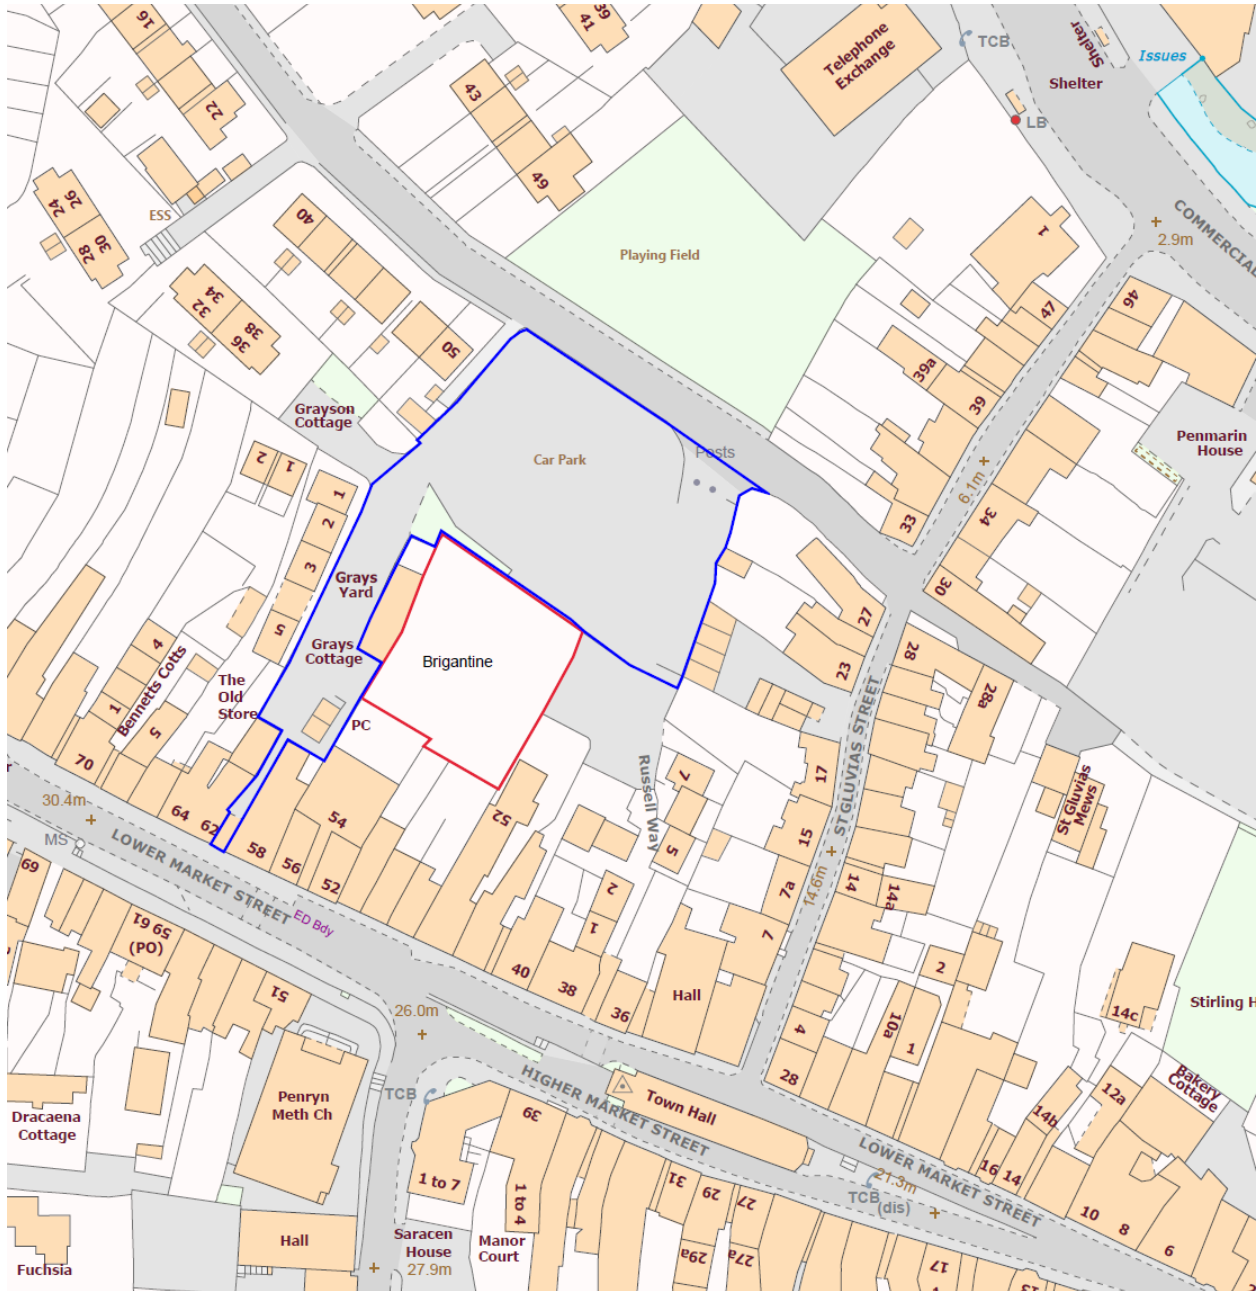 16
22
39
41
43
49
Telephone
Exchange
TCB
Shelter
Shelter
Issues
LB
COMMERCIAL
2.9m
24
26
28
30
ESS
40
32
34
36
38
50
Playing Field
1
47
46
39a
39
Grayson
Cottage
Car Park
Posts
Penmarin
House
6.1m
34
33
30
2
1
1
2
3
5
Grays
Yard
Grays
Cottage
Brigantine
27
23
28
28a
4
Bennetts Cotts
1
5
The
Old
Store
PC
70
64
62
58
56
54
52
52
Russell Way
7
5
17
15
ST GLUVIAS STREET
14.6m
St Gluvias
Mews
30.4m
MS
LOWER MARKET STREET
ED Bdy
69
59 61
(PO)
51
2
1
7a
7
14
14a
2
10a
1
40
38
36
Hall
4
28
14c
Stirling H
26.0m
HIGHER MARKET STREET
Town Hall
Penryn
Meth Ch
TCB
Dracaena
Cottage
39
LOWER MARKET STREET
Bakery
Cottage
12a
14b
16
14
10
8
6
1 to 7
1 to 4
31
29
27
29a
27a
21.3m
TCB
(dis)
Hall
Saracen
House
27.9m
Manor
Court
Fuchsia
17
13